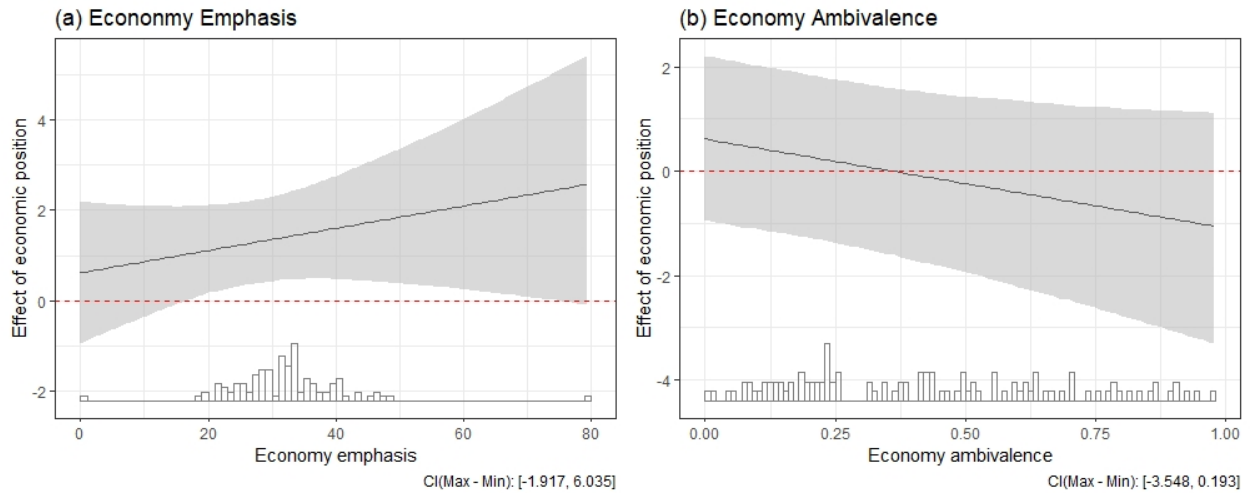 (a) Econonmy Emphasis
Effect of economic position
4
2
0
-2
0
20
40
60
80
Economy emphasis
CI(Max - Min): [-1.917, 6.035]
(b) Economy Ambivalence
Effect of economic position
2
0
-2
-4
0.00
0.25
0.50
0.75
1.00
Economy ambivalence
CI(Max - Min): [-3.548, 0.193]